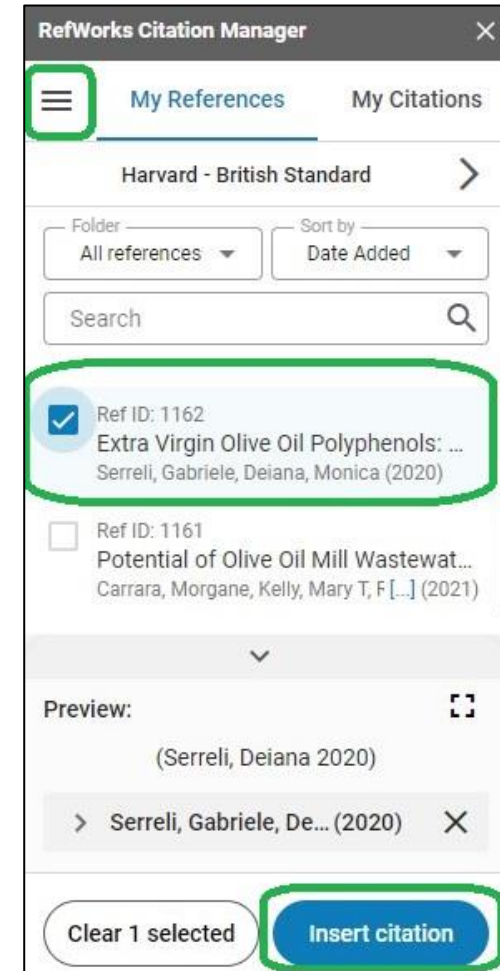 RefWorks Citation Manager
My References My Citations
Harvard - British Standard
Folder Sort by
All references Date Added
Search
Ref ID: 1162
Extra Virgin Olive Oil Polyphenols: ...
Serreli, Gabriele, Deiana, Monica (2020)
Ref ID: 1161
Potential of Olive Oil Mill Wastewat...
Carrara, Morgane, Kelly, Mary T, F [...] (2021)
Preview:
(Serreli, Deiana 2020)
Serreli, Gabriele, De... (2020)
Clear 1 selected Insert citation